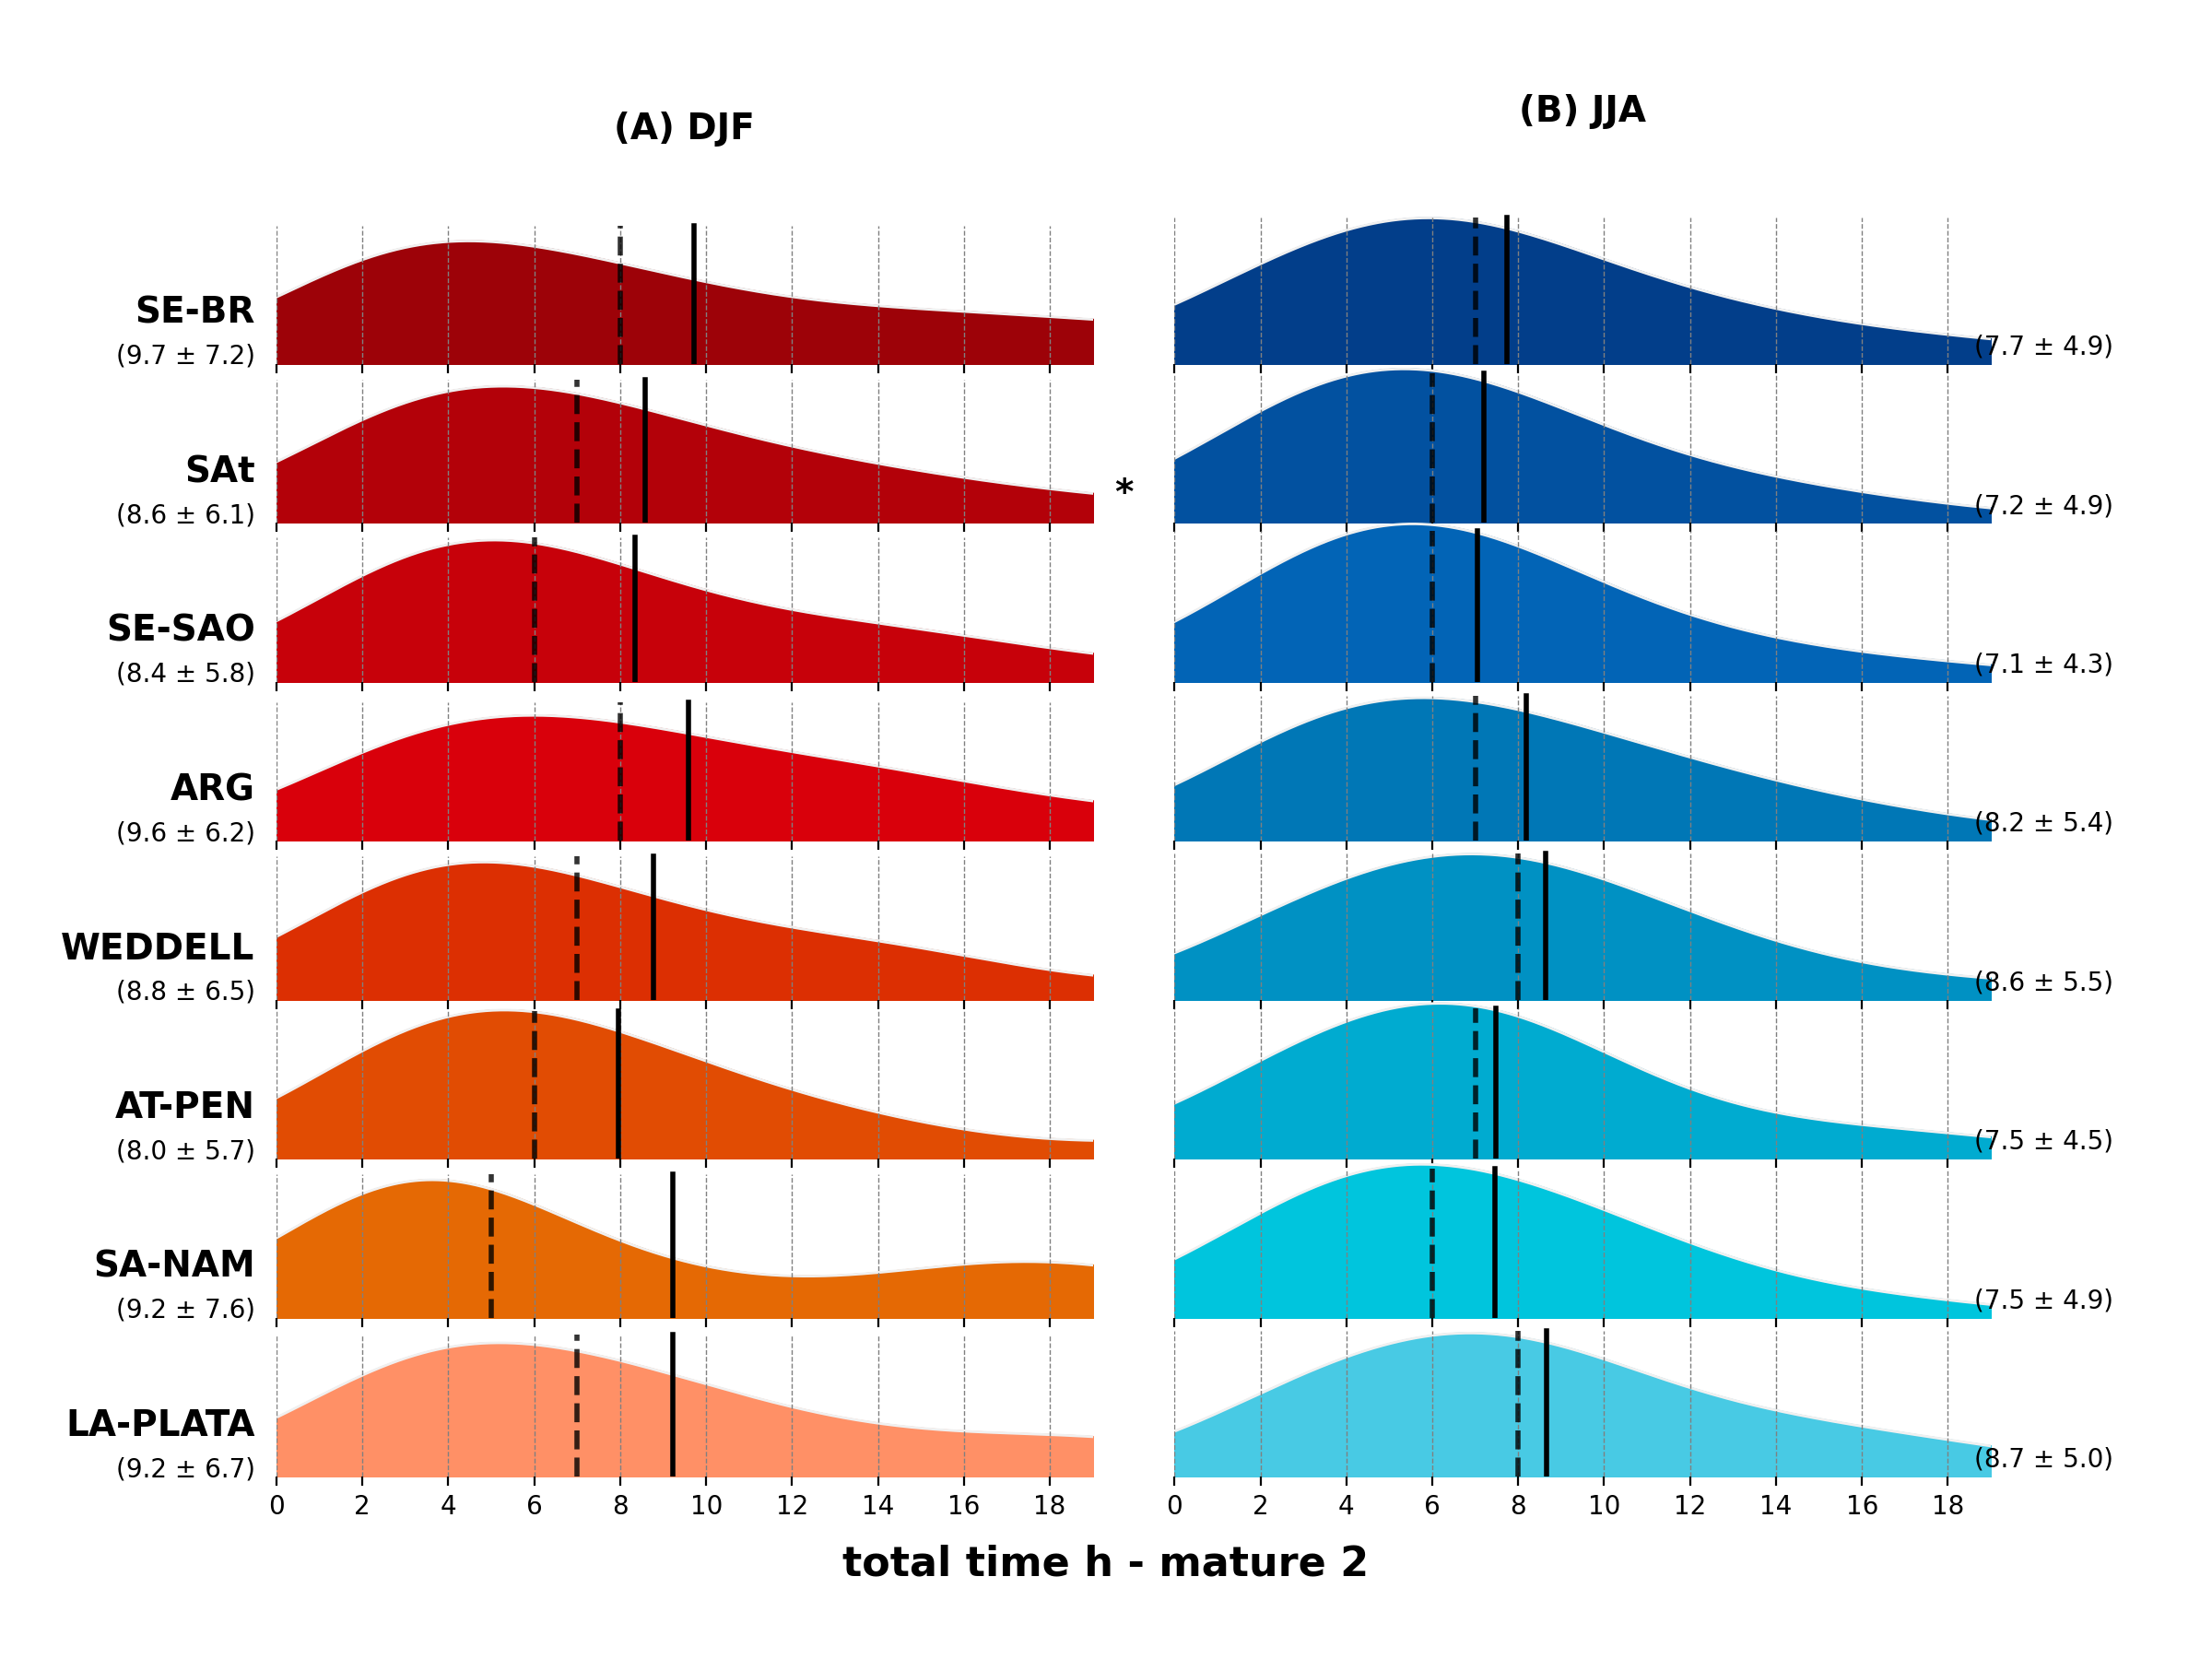 (A) DJF
(B) JJA
SE-BR
(9.7 ± 7.2)
(7.7 ± 4.9)
SAt
(8.6 ± 6.1)
*
(7.2 ± 4.9)
SE-SAO
(8.4 ± 5.8)
(7.1 ± 4.3)
ARG
(9.6 ± 6.2)
(8.2 ± 5.4)
WEDDELL
(8.8 ± 6.5)
(8.6 ± 5.5)
AT-PEN
(8.0 ± 5.7)
(7.5 ± 4.5)
SA-NAM
(9.2 ± 7.6)
(7.5 ± 4.9)
LA-PLATA
(9.2 ± 6.7)
(8.7 ± 5.0)
0 2 4 6 8 10 12 14 16 18
0 2 4 6 8 10 12 14 16 18
total time h - mature 2